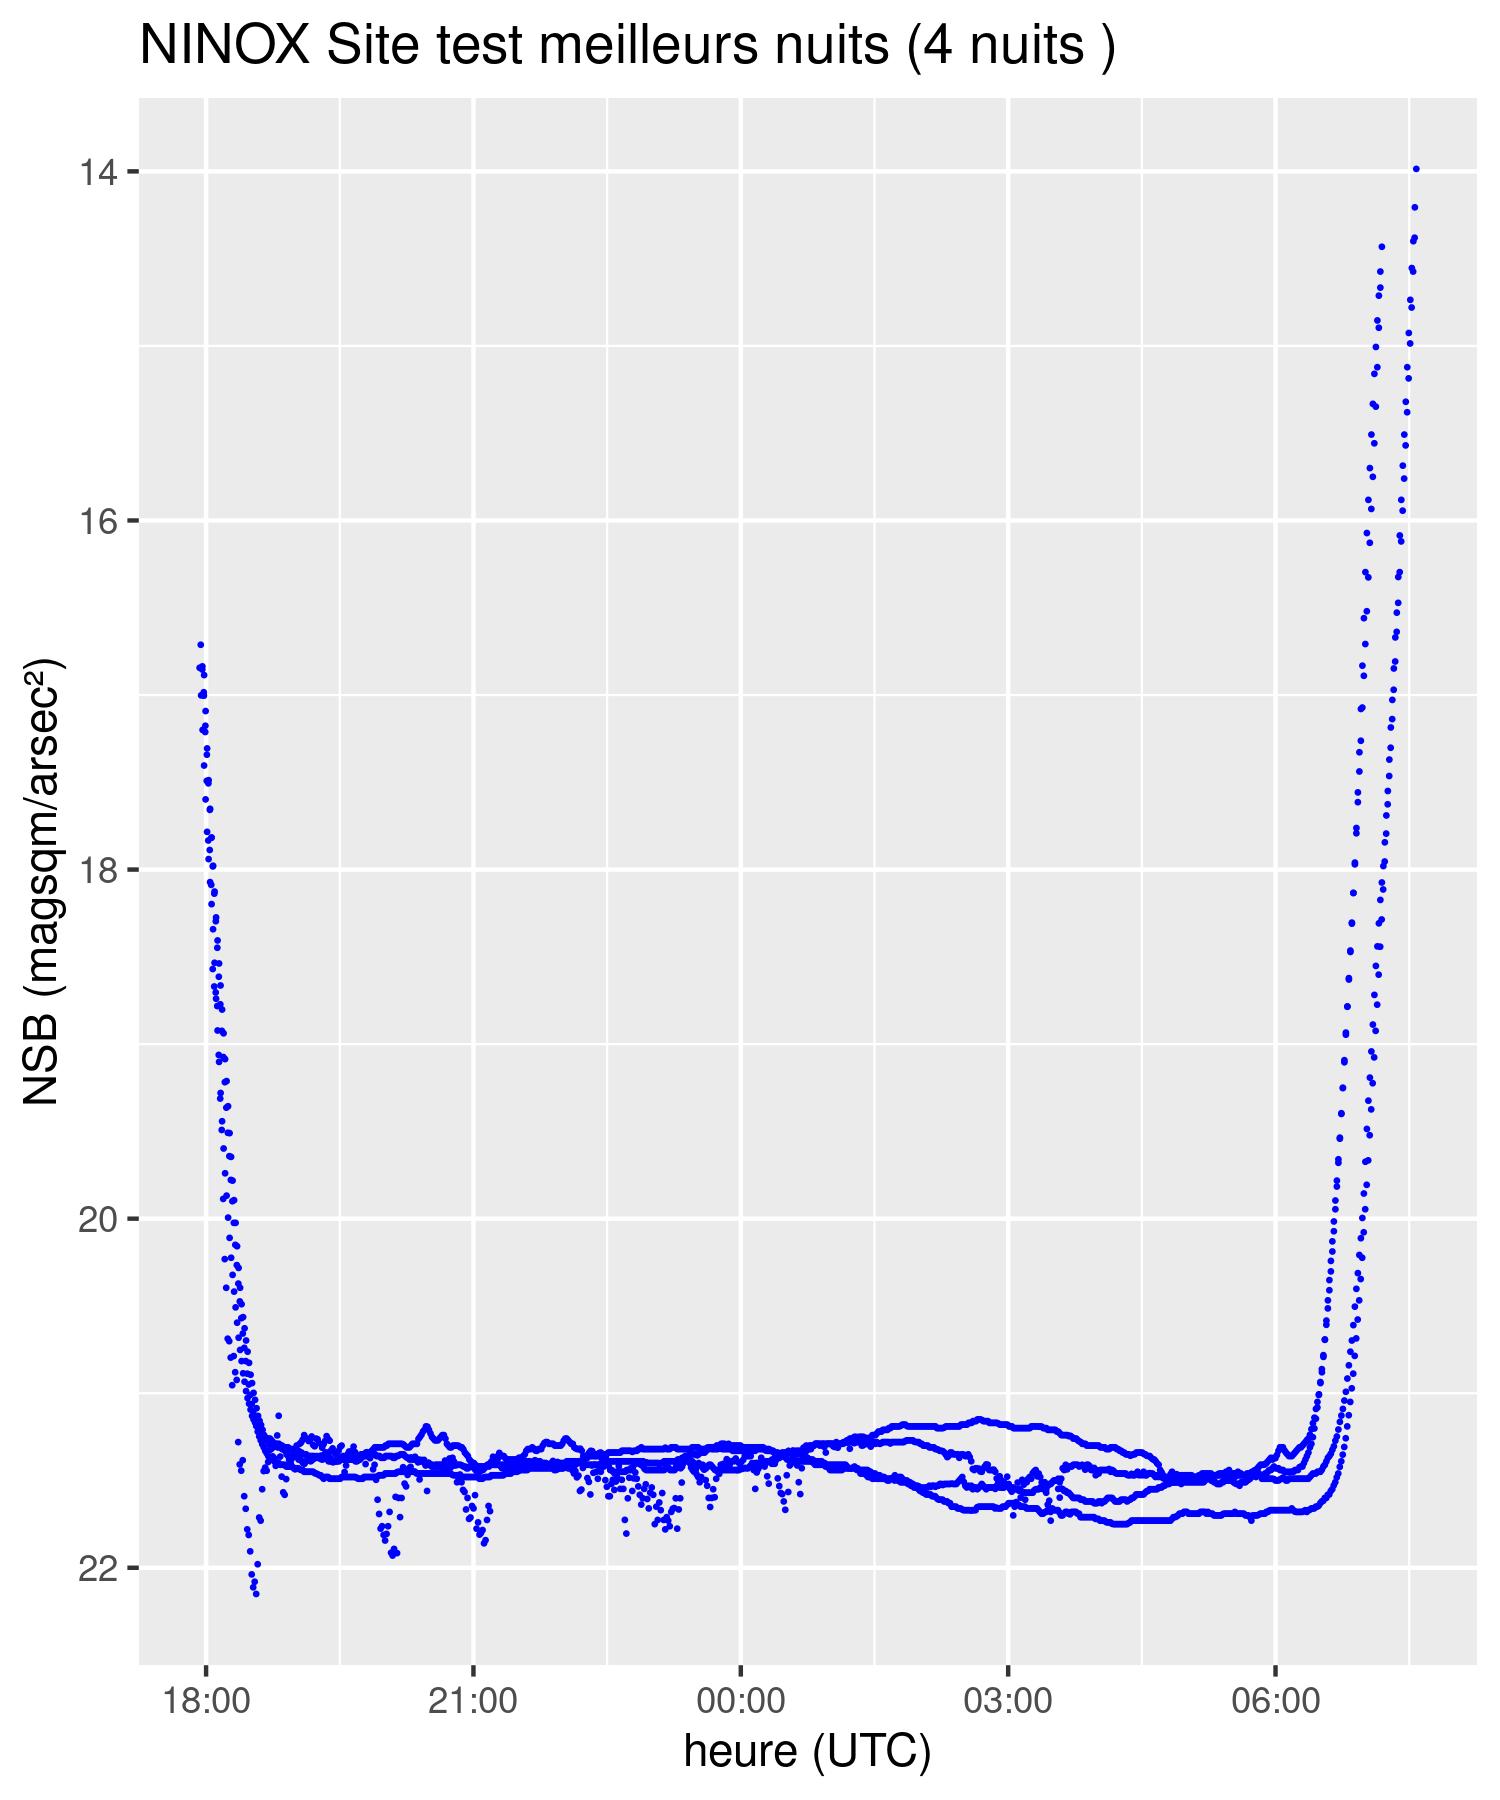 NINOX Site test meilleurs nuits (4 nuits )
NSB (magsqm/arsec²)
14
16
18
20
22
18:00 21:00 00:00 03:00 06:00
heure (UTC)